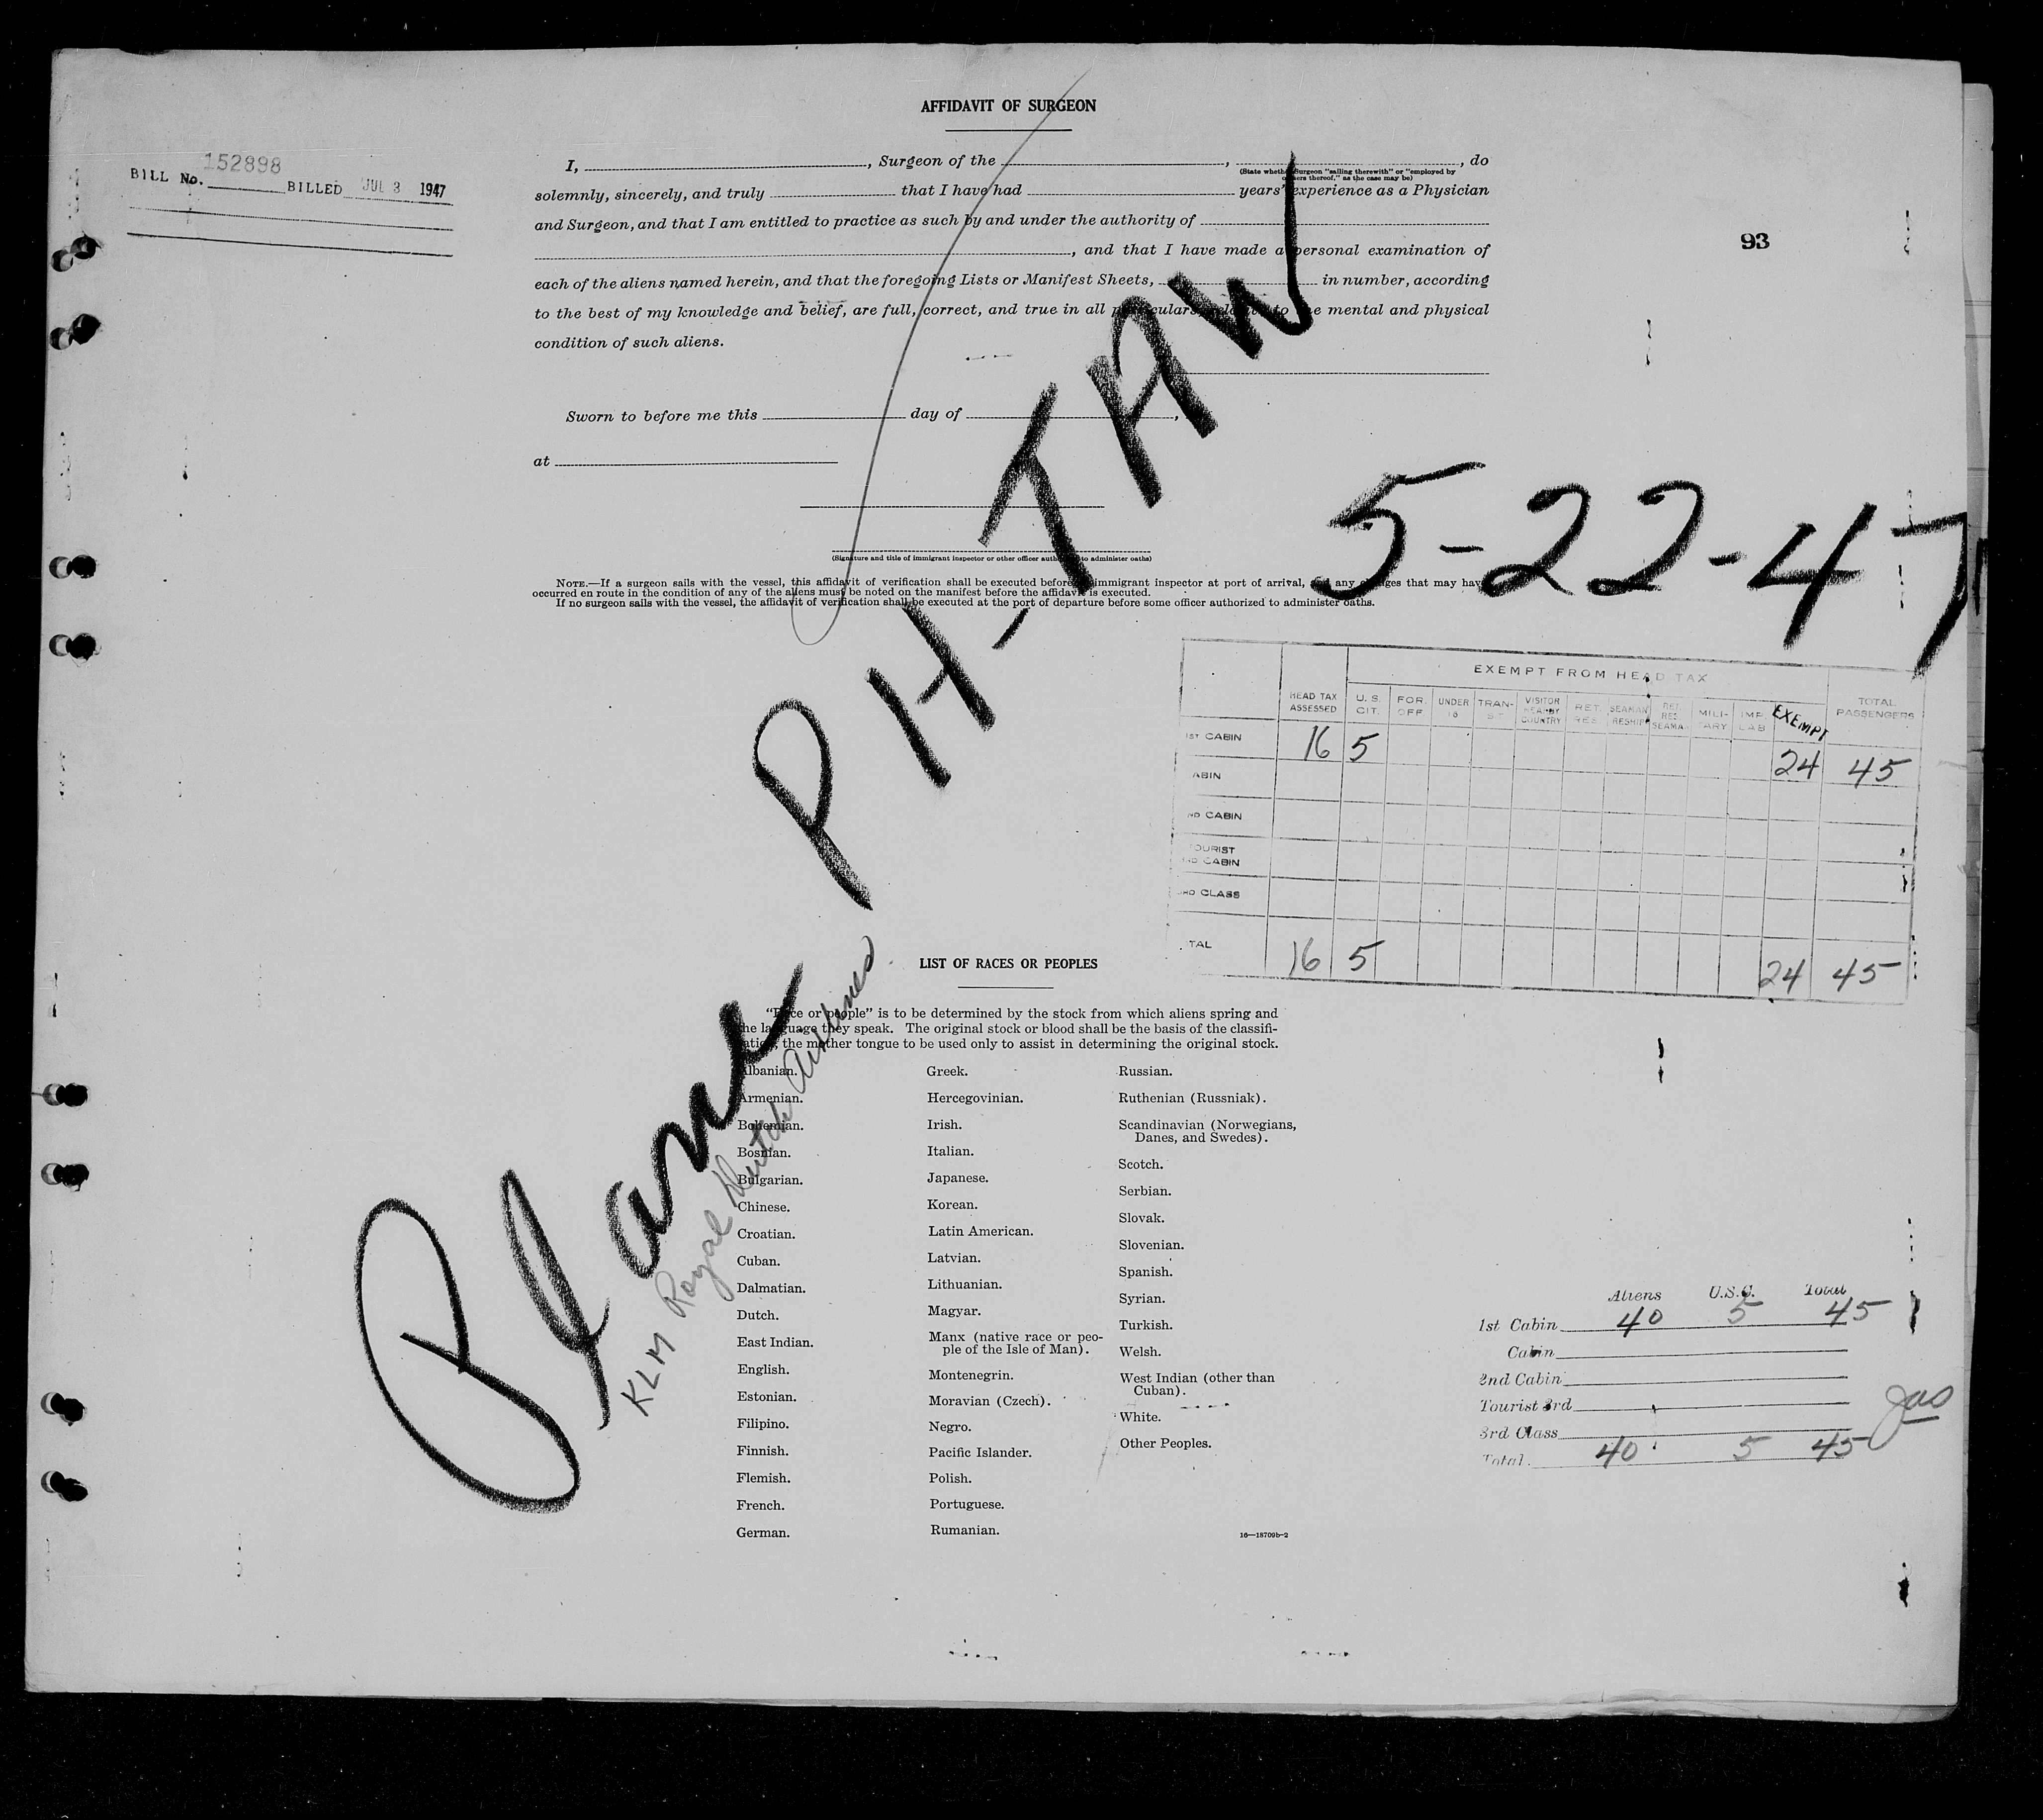 AFFIDAVIT OF SURGEON
152898
BILL No. BILLED JUL 3 1947
I, , Surgeon of the , , do
(State whether Surgeon "sailing therewith" or "employed by
owners thereof," as the case may be)
solemnly, sincerely, and truly that I have had years' experience as a Physician
and Surgeon, and that I am entitled to practice as such by and under the authority of
, and that I have made a personal examination of
93
each of the aliens named herein, and that the foregoing Lists or Manifest Sheets, in number, according
to the best of my knowledge and belief, are full, correct, and true in all particulars relative to the mental and physical
condition of such aliens.
Sworn to before me this day of ,
at
(Signature and title of immigrant inspector or other officer authorized to administer oaths)
NOTE.—If a surgeon sails with the vessel, this affidavit of verification shall be executed before immigrant inspector at port of arrival, and any changes that may have
occurred en route in the condition of any of the aliens must be noted on the manifest before the affidavit is executed.
If no surgeon sails with the vessel, the affidavit of verification shall be executed at the port of departure before some officer authorized to administer oaths.
Plane PH-TAW
5-22-47
KLM Royal Dutch Airlines
EXEMPT FROM HEAD TAX
HEAD TAX ASSESSED U. S. CIT. FOR. OFF UNDER 16 TRAN- S-T VISITOR NEARBY COUNTRY RET. RES. SEAMAN RESHIP RET. RES. SEAMA MILI- TARY IMP. LAB EXEMPT TOTAL PASSENGERS
1ST CABIN 16 5 24 45
ABIN
ND CABIN
TOURIST
RD CABIN
RD CLASS
TAL 16 5 24 45
LIST OF RACES OR PEOPLES
"Race or people" is to be determined by the stock from which aliens spring and
the language they speak. The original stock or blood shall be the basis of the classifi-
cation, the mother tongue to be used only to assist in determining the original stock.
Albanian.
Armenian.
Bohemian.
Bosnian.
Bulgarian.
Chinese.
Croatian.
Cuban.
Dalmatian.
Dutch.
East Indian.
English.
Estonian.
Filipino.
Finnish.
Flemish.
French.
German.
Greek.
Hercegovinian.
Irish.
Italian.
Japanese.
Korean.
Latin American.
Latvian.
Lithuanian.
Magyar.
Manx (native race or peo-
ple of the Isle of Man).
Montenegrin.
Moravian (Czech).
Negro.
Pacific Islander.
Polish.
Portuguese.
Rumanian.
Russian.
Ruthenian (Russniak).
Scandinavian (Norwegians,
Danes, and Swedes).
Scotch.
Serbian.
Slovak.
Slovenian.
Spanish.
Syrian.
Turkish.
Welsh.
West Indian (other than
Cuban).
White.
Other Peoples.
16—18709b-2
Aliens U.S.C. Total
1st Cabin 40 5 45
Cabin
2nd Cabin
Tourist 3rd
3rd Class
Total. 40 5 45